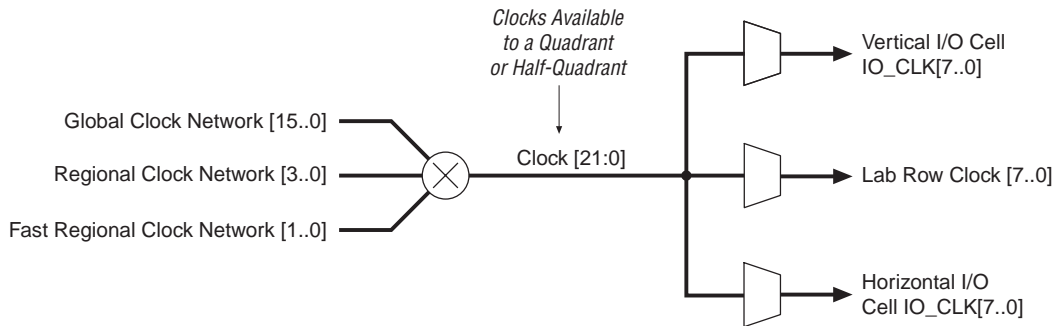 Clocks Available
to a Quadrant
or Half-Quadrant
Vertical I/O Cell
IO_CLK[7..0]
Global Clock Network [15..0]
Clock [21:0]
Regional Clock Network [3..0]
Lab Row Clock [7..0]
Fast Regional Clock Network [1..0]
Horizontal I/O
Cell IO_CLK[7..0]